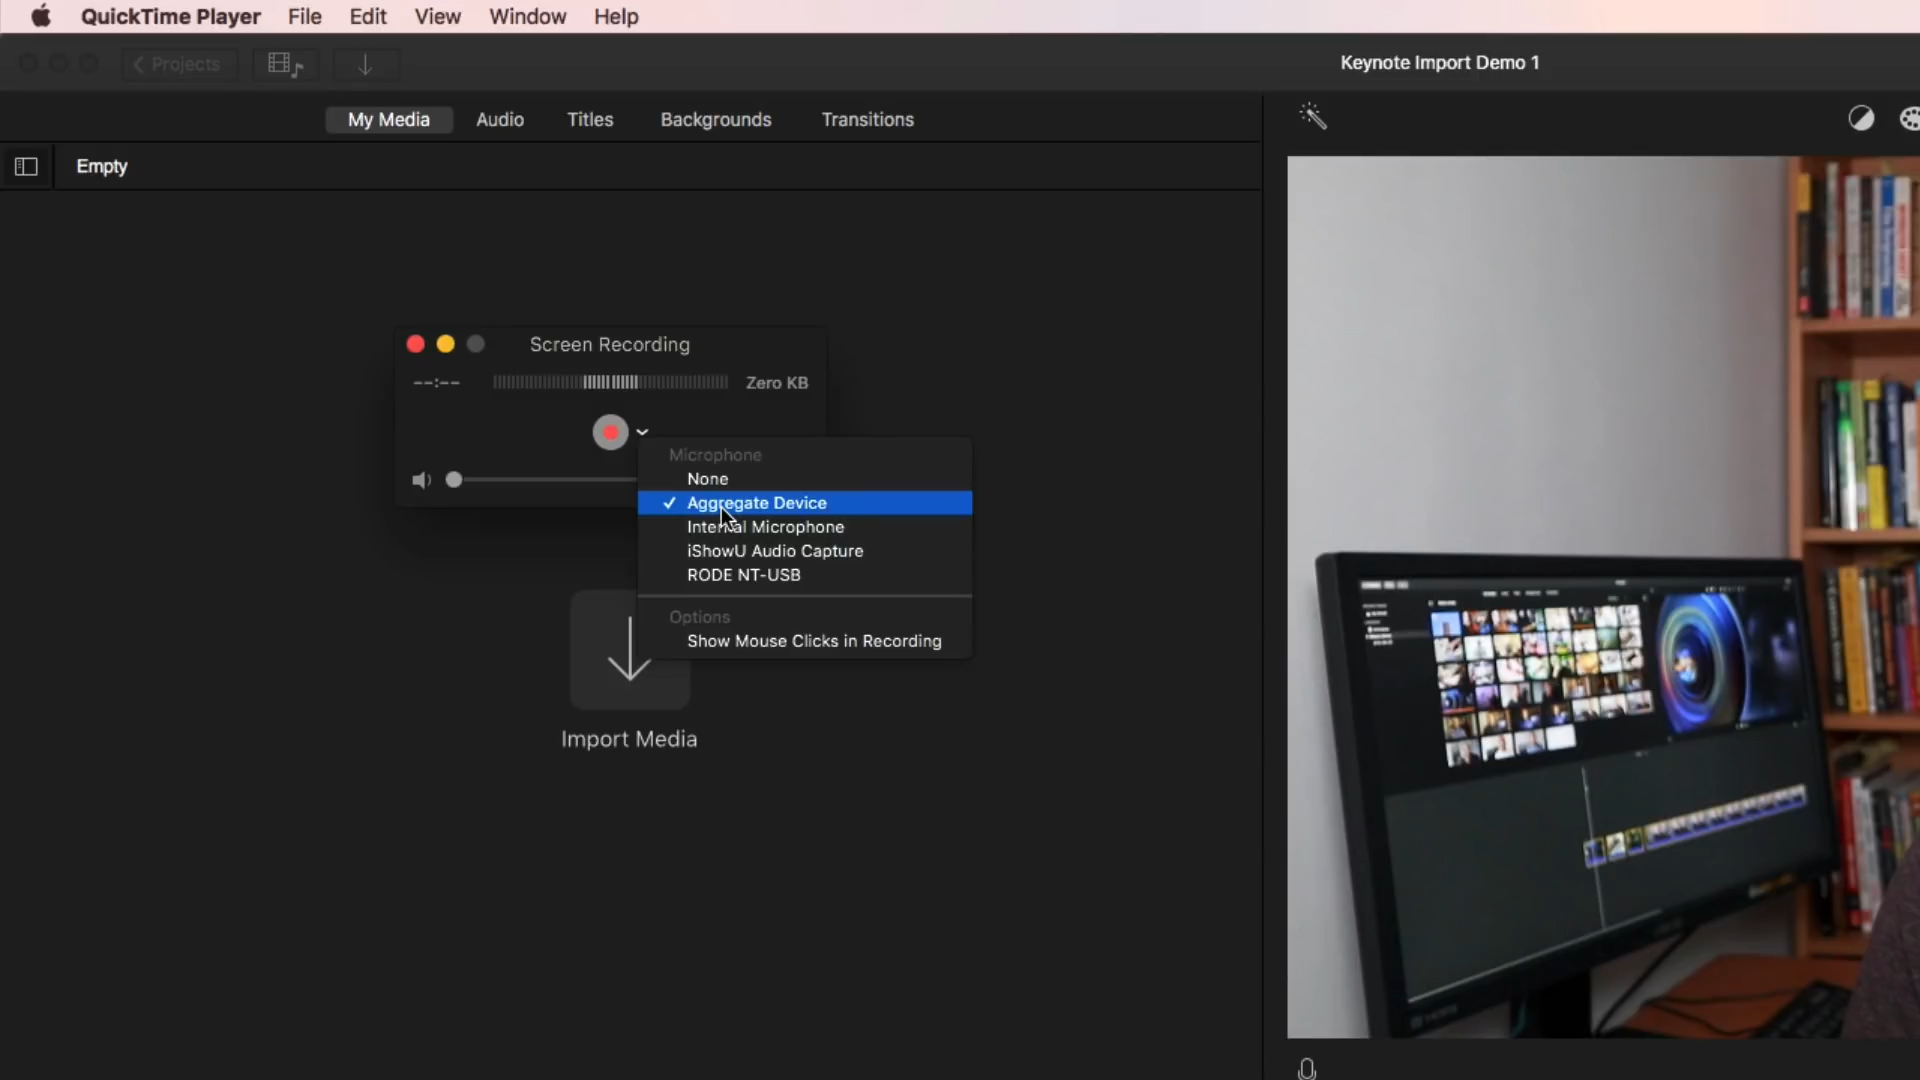 QuickTime Player File Edit View Window Help
Projects
Keynote Import Demo 1
My Media Audio Titles Backgrounds Transitions
Empty
Screen Recording
--:--
Zero KB
Microphone
None
✓ Aggregate Device
Internal Microphone
iShowU Audio Capture
RODE NT-USB
Options
Show Mouse Clicks in Recording
Import Media